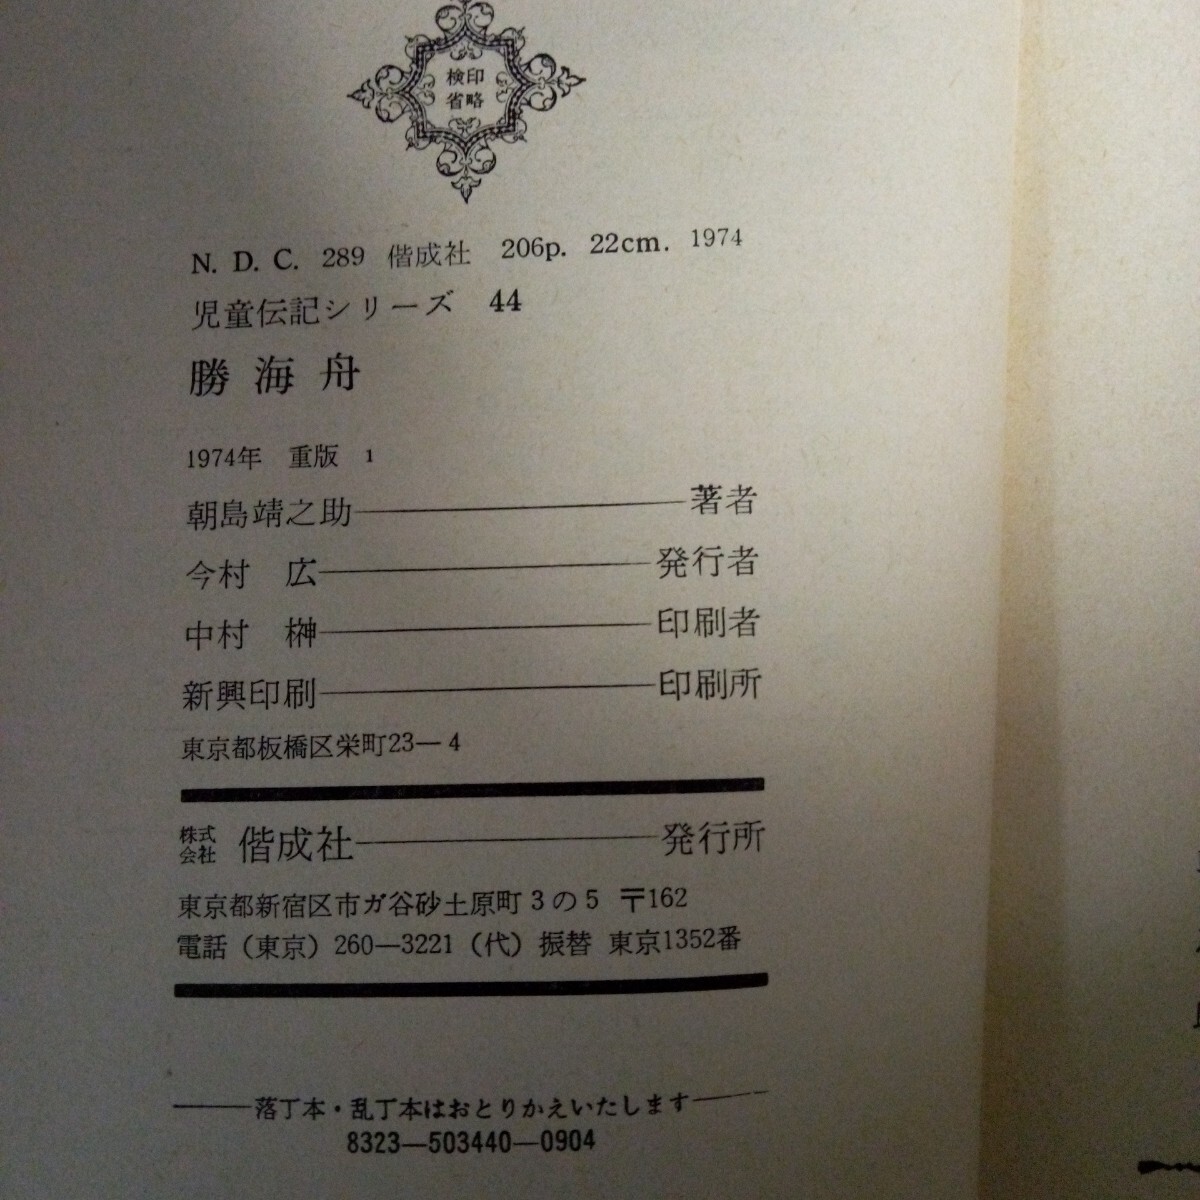 検印
省略
N. D. C. 289 偕成社 206p. 22cm. 1974
児童伝記シリーズ 44
勝海舟
1974年 重版 1
朝島靖之助——著者
今村 広——発行者
中村 榊——印刷者
新興印刷——印刷所
東京都板橋区栄町23—4
株式会社 偕成社——発行所
東京都新宿区市ガ谷砂土原町3の5 〒162
電話（東京）260—3221（代）振替 東京1352番
——落丁本・乱丁本はおとりかえいたします——
8323—503440—0904